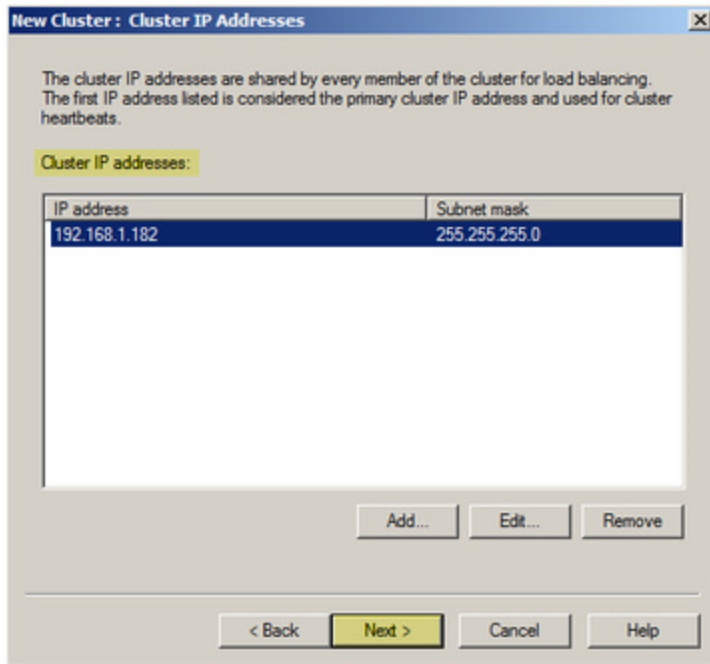 New Cluster : Cluster IP Addresses
The cluster IP addresses are shared by every member of the cluster for load balancing.
The first IP address listed is considered the primary cluster IP address and used for cluster
heartbeats.
Cluster IP addresses:
IP address Subnet mask
192.168.1.182 255.255.255.0
Add... Edit... Remove
< Back Next > Cancel Help